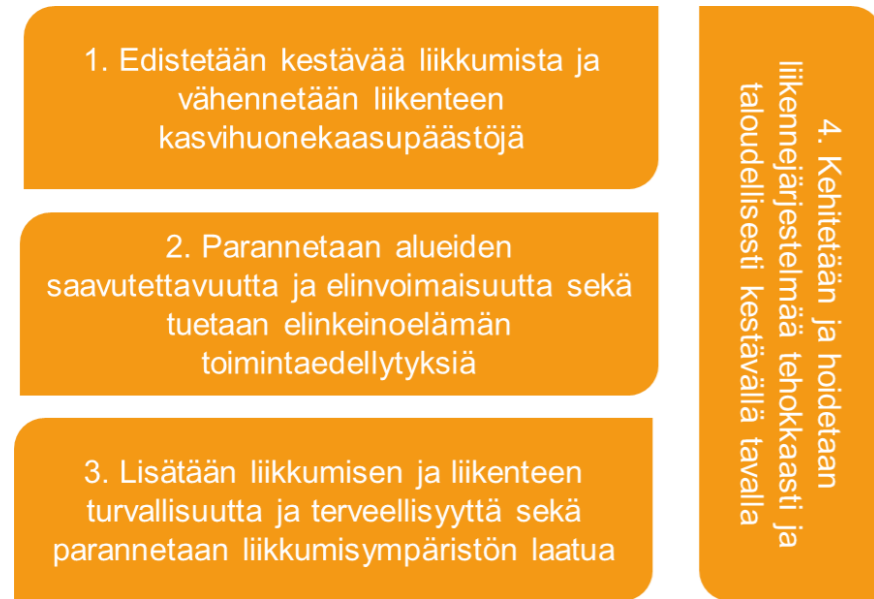 1. Edistetään kestävää liikkumista ja
vähennetään liikenteen
kasvihuonekaasupäästöjä
2. Parannetaan alueiden
saavutettavuutta ja elinvoimaisuutta sekä
tuetaan elinkeinoelämän
toimintaedellytyksiä
3. Lisätään liikkumisen ja liikenteen
turvallisuutta ja terveellisyyttä sekä
parannetaan liikkumisympäristön laatua
4. Kehitetään ja hoidetaan
liikennejärjestelmää tehokkaasti ja
taloudellisesti kestävällä tavalla